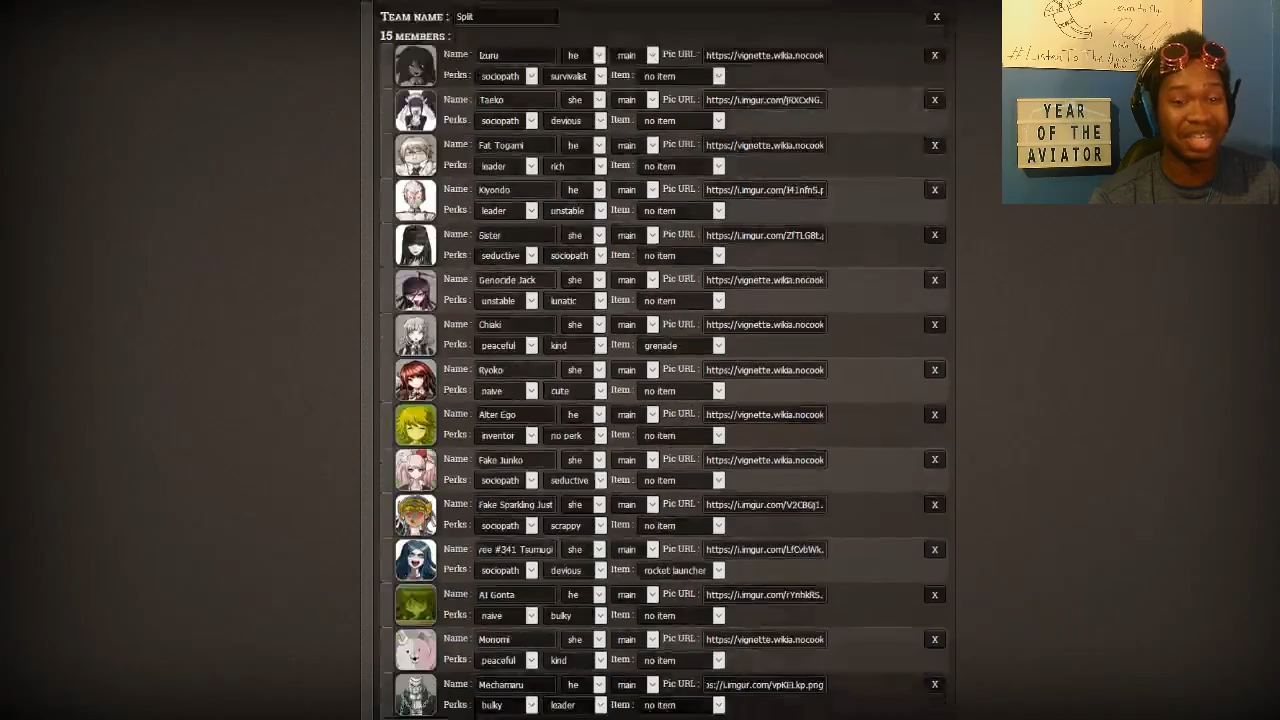 TEAM NAME : Split X
15 MEMBERS :
Name : Izuru he main Pic URL : https://vignette.wikia.nocook X
Perks : sociopath survivalist Item : no item
Name : Taeko she main Pic URL : https://i.imgur.com/jRXCxNG. X
Perks : sociopath devious Item : no item
Name : Fat Togami he main Pic URL : https://vignette.wikia.nocook X
Perks : leader rich Item : no item
Name : Kiyondo he main Pic URL : https://i.imgur.com/J41nfnS.p X
Perks : leader unstable Item : no item
Name : Sister she main Pic URL : https://i.imgur.com/ZfTLG8t. X
Perks : seductive sociopath Item : no item
Name : Genocide Jack she main Pic URL : https://vignette.wikia.nocook X
Perks : unstable lunatic Item : no item
Name : Chiaki she main Pic URL : https://vignette.wikia.nocook X
Perks : peaceful kind Item : grenade
Name : Ryoko she main Pic URL : https://vignette.wikia.nocook X
Perks : naive cute Item : no item
Name : Alter Ego he main Pic URL : https://vignette.wikia.nocook X
Perks : inventor no perk Item : no item
Name : Fake Junko she main Pic URL : https://vignette.wikia.nocook X
Perks : sociopath seductive Item : no item
Name : Fake Sparkling Just she main Pic URL : https://i.imgur.com/V2CBGj1. X
Perks : sociopath scrappy Item : no item
Name : yee #341 Tsumugi she main Pic URL : https://i.imgur.com/LfCvbWk. X
Perks : sociopath devious Item : rocket launcher
Name : AI Gonta he main Pic URL : https://i.imgur.com/rYnhkRS. X
Perks : naive bulky Item : no item
Name : Monomi she main Pic URL : https://vignette.wikia.nocook X
Perks : peaceful kind Item : no item
Name : Mechamaru he main Pic URL : os://i.imgur.com/vpKELkp.png X
Perks : bulky leader Item : no item
#ListenTo The
YEAR
OF THE
AVIATOR